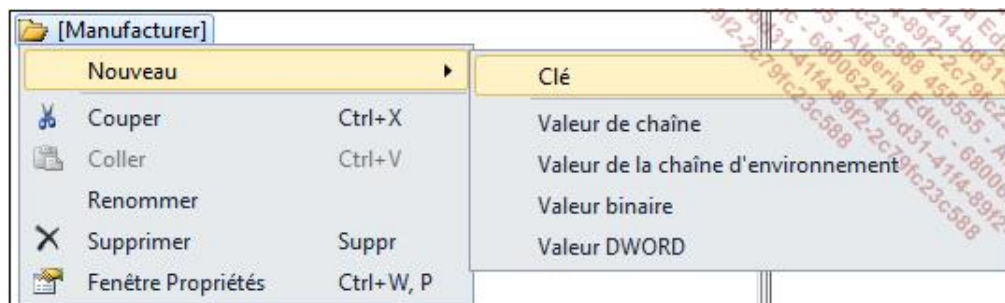 [Manufacturer]
Nouveau
Couper Ctrl+X
Coller Ctrl+V
Renommer
Supprimer Suppr
Fenêtre Propriétés Ctrl+W, P
Clé
Valeur de chaîne
Valeur de la chaîne d'environnement
Valeur binaire
Valeur DWORD